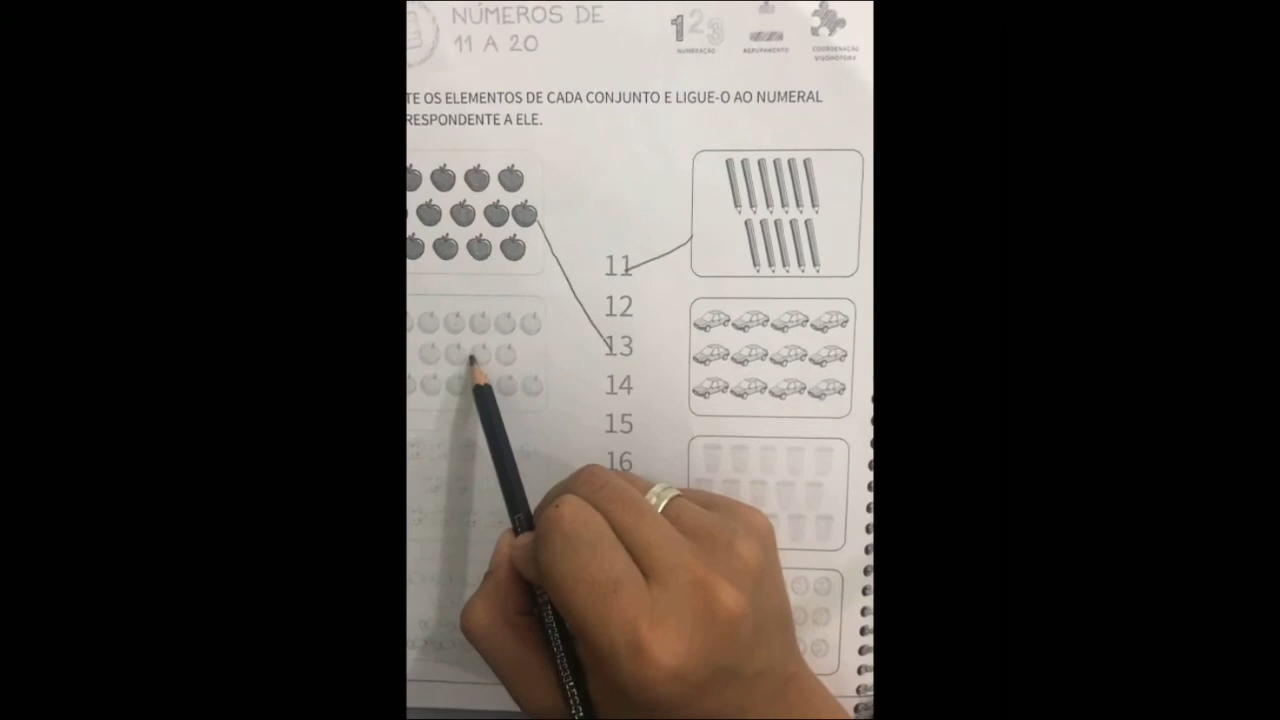 NÚMEROS DE
11 A 20
123
NUMERAÇÃO
AGRUPAMENTO
COORDENAÇÃO
VISOMOTORA
TE OS ELEMENTOS DE CADA CONJUNTO E LIGUE-O AO NUMERAL
RESPONDENTE A ELE.
11
12
13
14
15
16